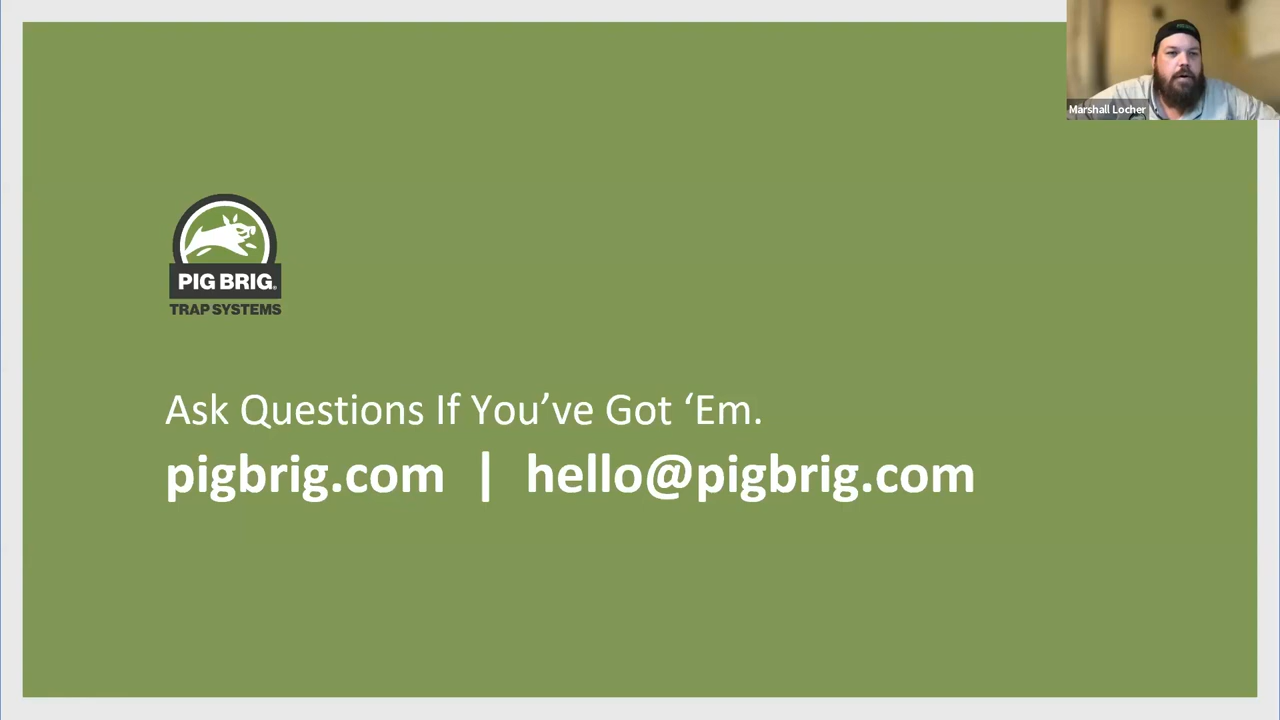 Marshall Locher
PIG BRIG®
TRAP SYSTEMS
Ask Questions If You’ve Got ‘Em.
pigbrig.com | hello@pigbrig.com